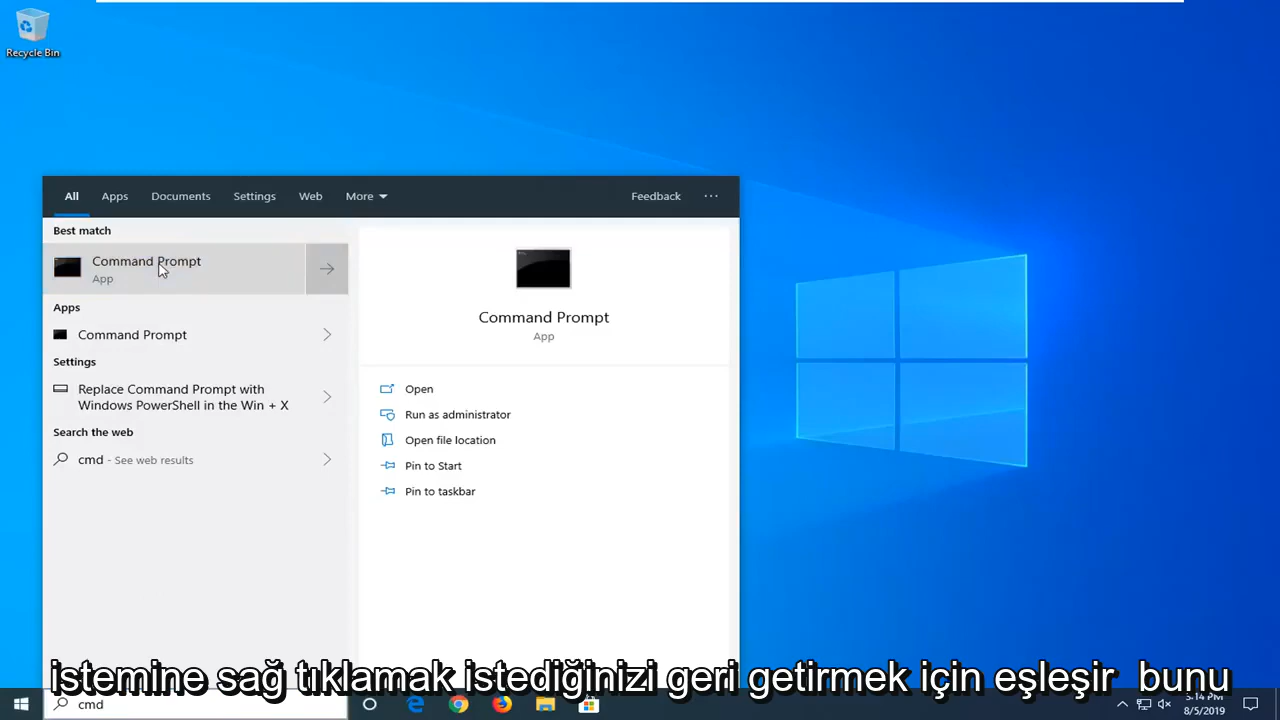 Recycle Bin
All Apps Documents Settings Web More Feedback ...
Best match
Command Prompt
App
Apps
Command Prompt
Settings
Replace Command Prompt with
Windows PowerShell in the Win + X
Search the web
cmd - See web results
Command Prompt
App
Open
Run as administrator
Open file location
Pin to Start
Pin to taskbar
istemine sağ tıklamak istediğinizi geri getirmek için eşleşir bunu
cmd
5:14 PM
8/5/2019